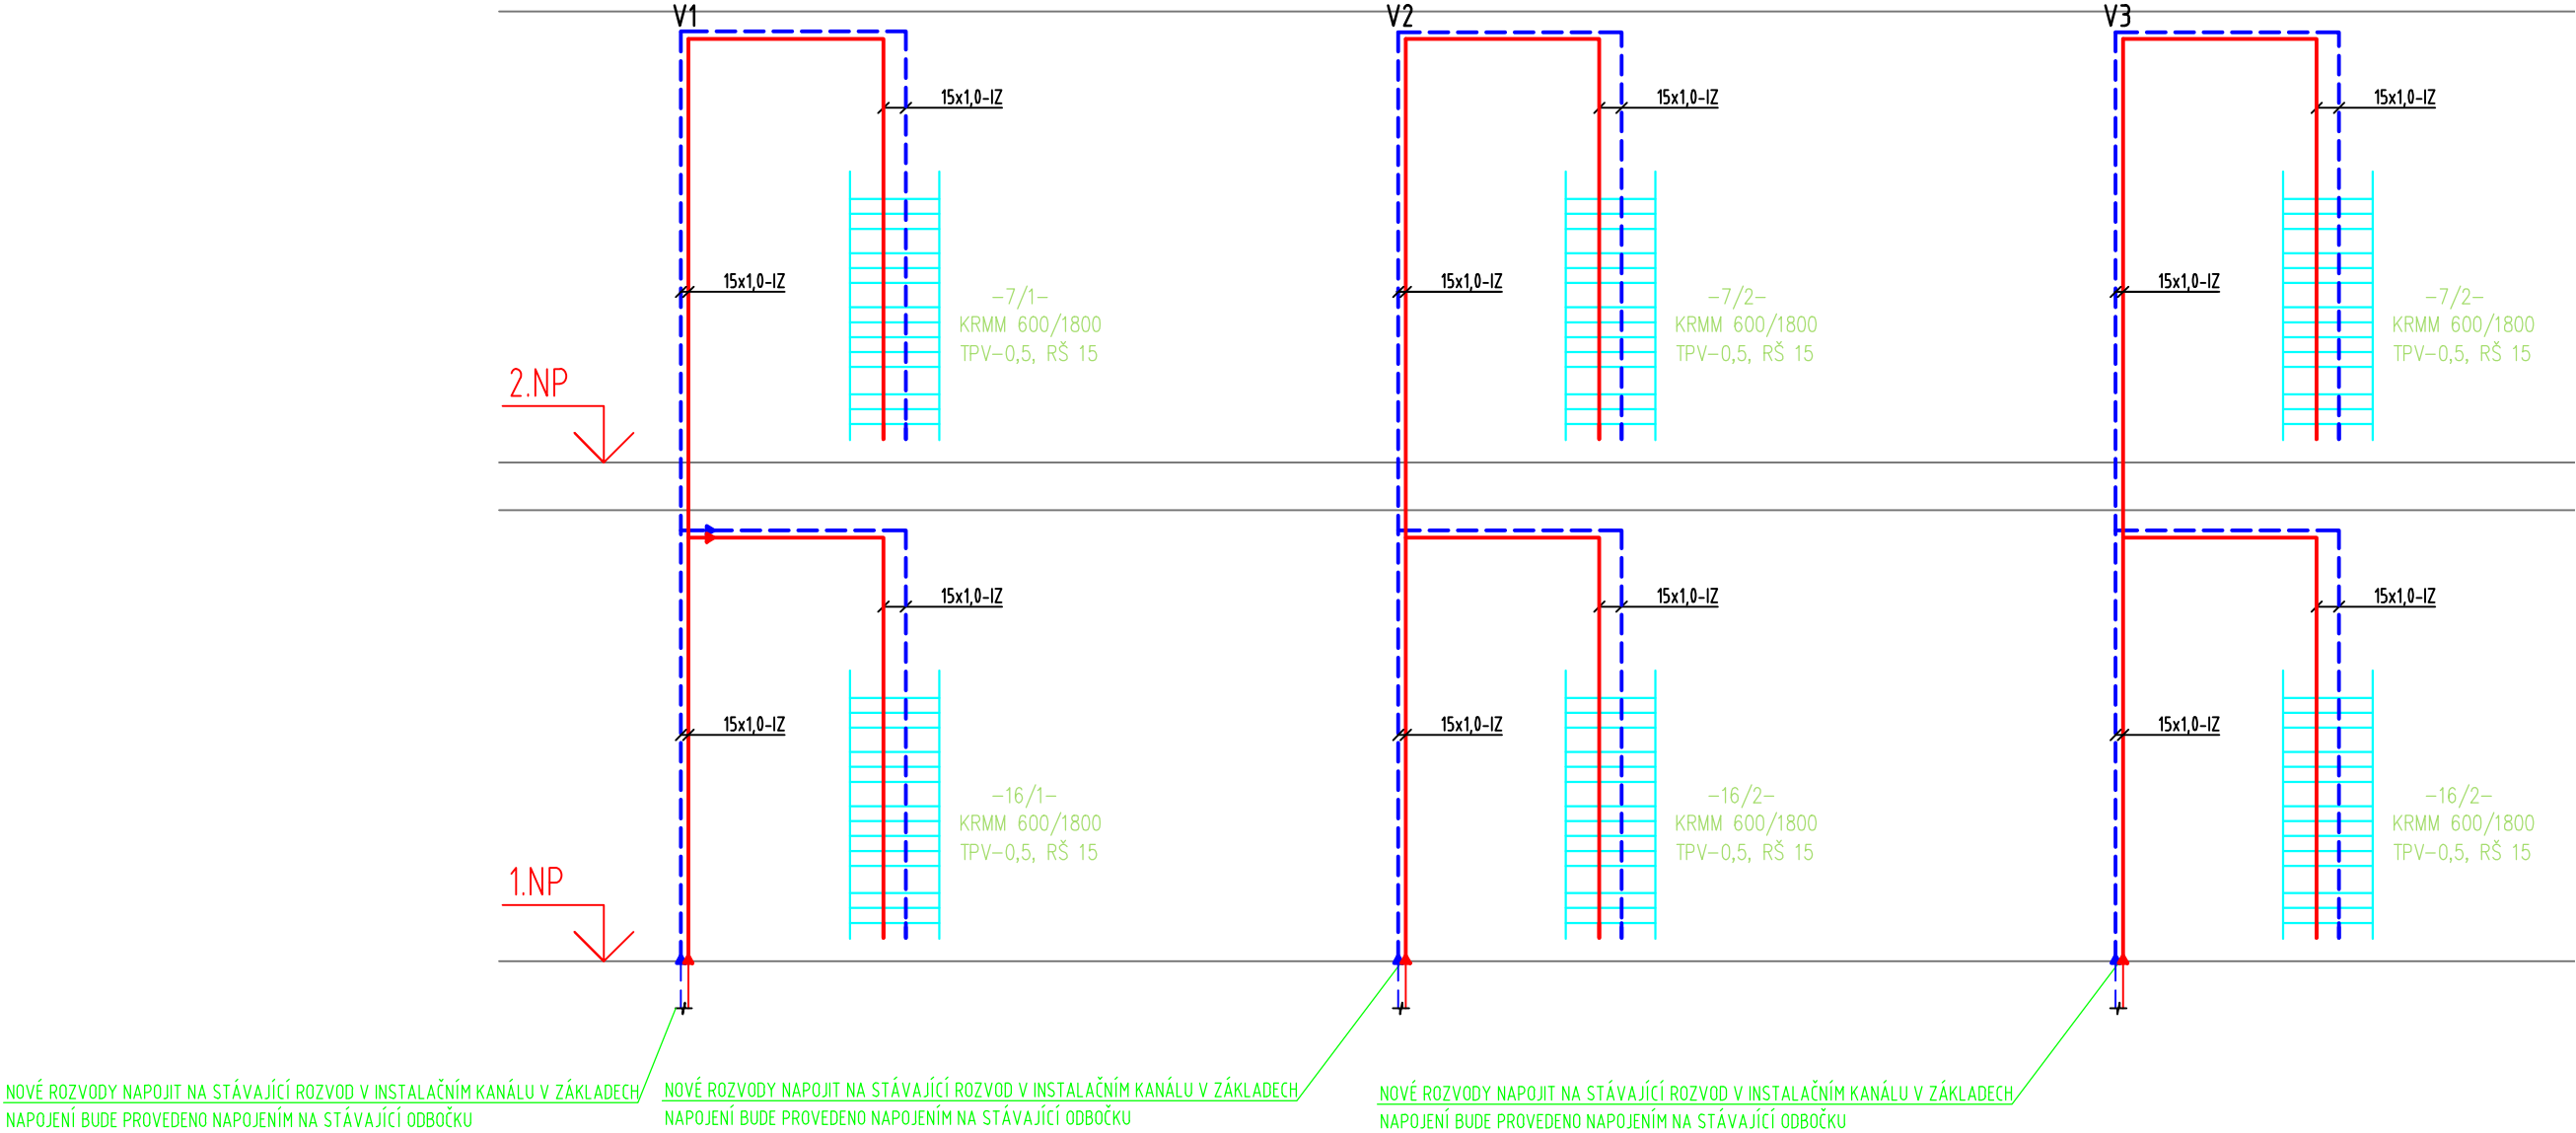 V1
V2
V3
15x1,0-IZ
15x1,0-IZ
15x1,0-IZ
15x1,0-IZ
15x1,0-IZ
15x1,0-IZ
-7/1-
KRMM 600/1800
TPV-0,5, RŠ 15
-7/2-
KRMM 600/1800
TPV-0,5, RŠ 15
-7/2-
KRMM 600/1800
TPV-0,5, RŠ 15
2.NP
15x1,0-IZ
15x1,0-IZ
15x1,0-IZ
15x1,0-IZ
15x1,0-IZ
15x1,0-IZ
-16/1-
KRMM 600/1800
TPV-0,5, RŠ 15
-16/2-
KRMM 600/1800
TPV-0,5, RŠ 15
-16/2-
KRMM 600/1800
TPV-0,5, RŠ 15
1.NP
NOVÉ ROZVODY NAPOJIT NA STÁVAJÍCÍ ROZVOD V INSTALAČNÍM KANÁLU V ZÁKLADECH
NAPOJENÍ BUDE PROVEDENO NAPOJENÍM NA STÁVAJÍCÍ ODBOČKU
NOVÉ ROZVODY NAPOJIT NA STÁVAJÍCÍ ROZVOD V INSTALAČNÍM KANÁLU V ZÁKLADECH
NAPOJENÍ BUDE PROVEDENO NAPOJENÍM NA STÁVAJÍCÍ ODBOČKU
NOVÉ ROZVODY NAPOJIT NA STÁVAJÍCÍ ROZVOD V INSTALAČNÍM KANÁLU V ZÁKLADECH
NAPOJENÍ BUDE PROVEDENO NAPOJENÍM NA STÁVAJÍCÍ ODBOČKU